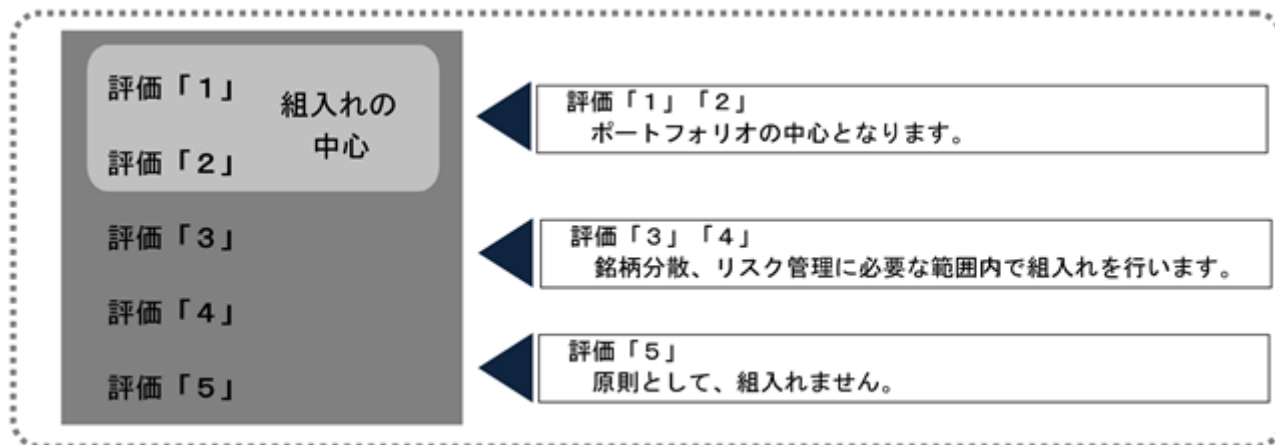 評価「１」
評価「２」
組入れの
中心
評価「３」
評価「４」
評価「５」
評価「１」「２」
ポートフォリオの中心となります。
評価「３」「４」
銘柄分散、リスク管理に必要な範囲内で組入れを行います。
評価「５」
原則として、組入れません。